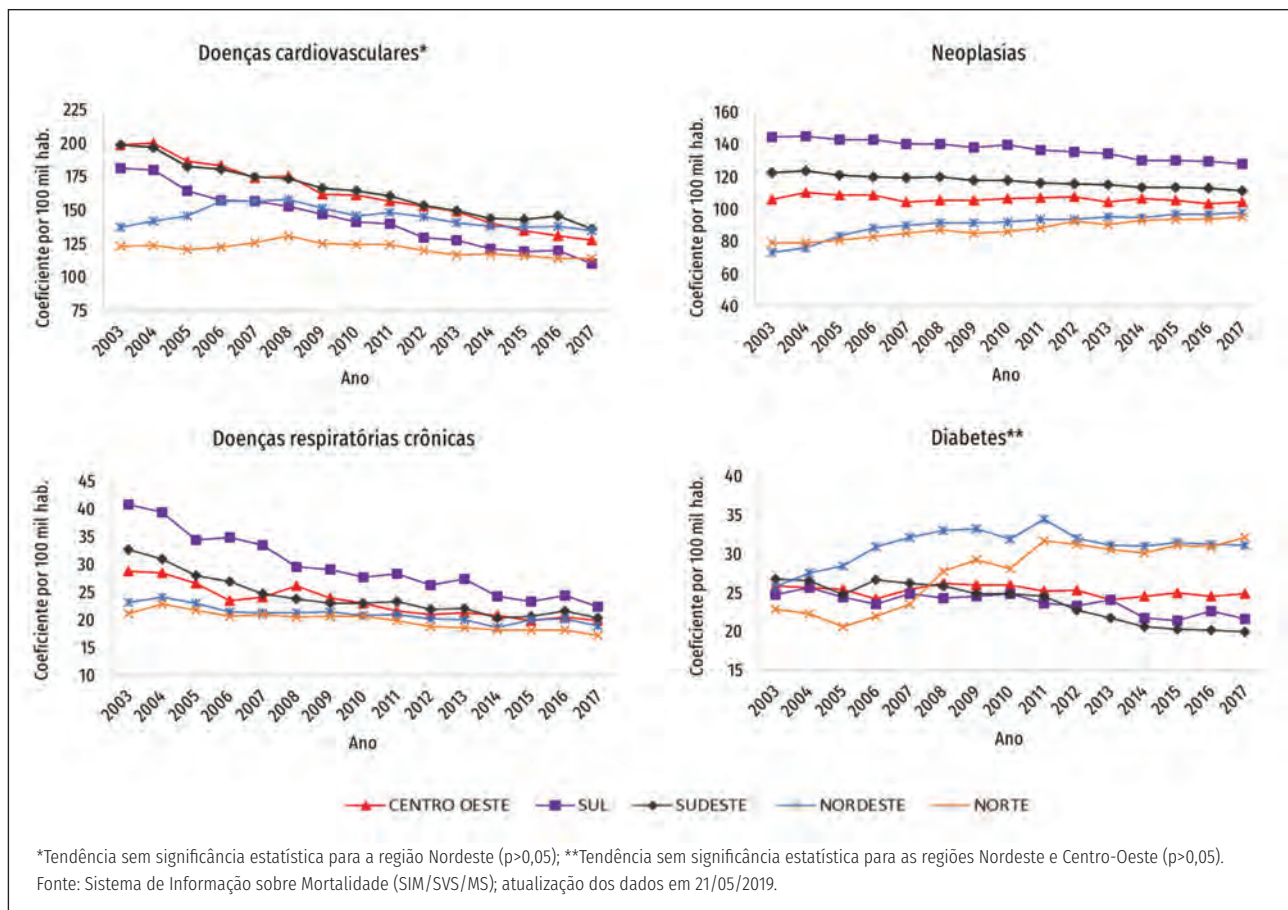 Doenças cardiovasculares*
Coeficiente por 100 mil hab.
225
200
175
150
125
100
75
2003 2004 2005 2006 2007 2008 2009 2010 2011 2012 2013 2014 2015 2016 2017
Ano
Neoplasias
Coeficiente por 100 mil hab.
160
140
120
100
80
60
40
2003 2004 2005 2006 2007 2008 2009 2010 2011 2012 2013 2014 2015 2016 2017
Ano
Doenças respiratórias crônicas
Coeficiente por 100 mil hab.
45
40
35
30
25
20
15
10
2003 2004 2005 2006 2007 2008 2009 2010 2011 2012 2013 2014 2015 2016 2017
Ano
Diabetes**
Coeficiente por 100 mil hab.
40
35
30
25
20
15
2003 2004 2005 2006 2007 2008 2009 2010 2011 2012 2013 2014 2015 2016 2017
Ano
CENTRO OESTE SUL SUDESTE NORDESTE NORTE
*Tendência sem significância estatística para a região Nordeste (p>0,05); **Tendência sem significância estatística para as regiões Nordeste e Centro-Oeste (p>0,05).
Fonte: Sistema de Informação sobre Mortalidade (SIM/SVS/MS); atualização dos dados em 21/05/2019.